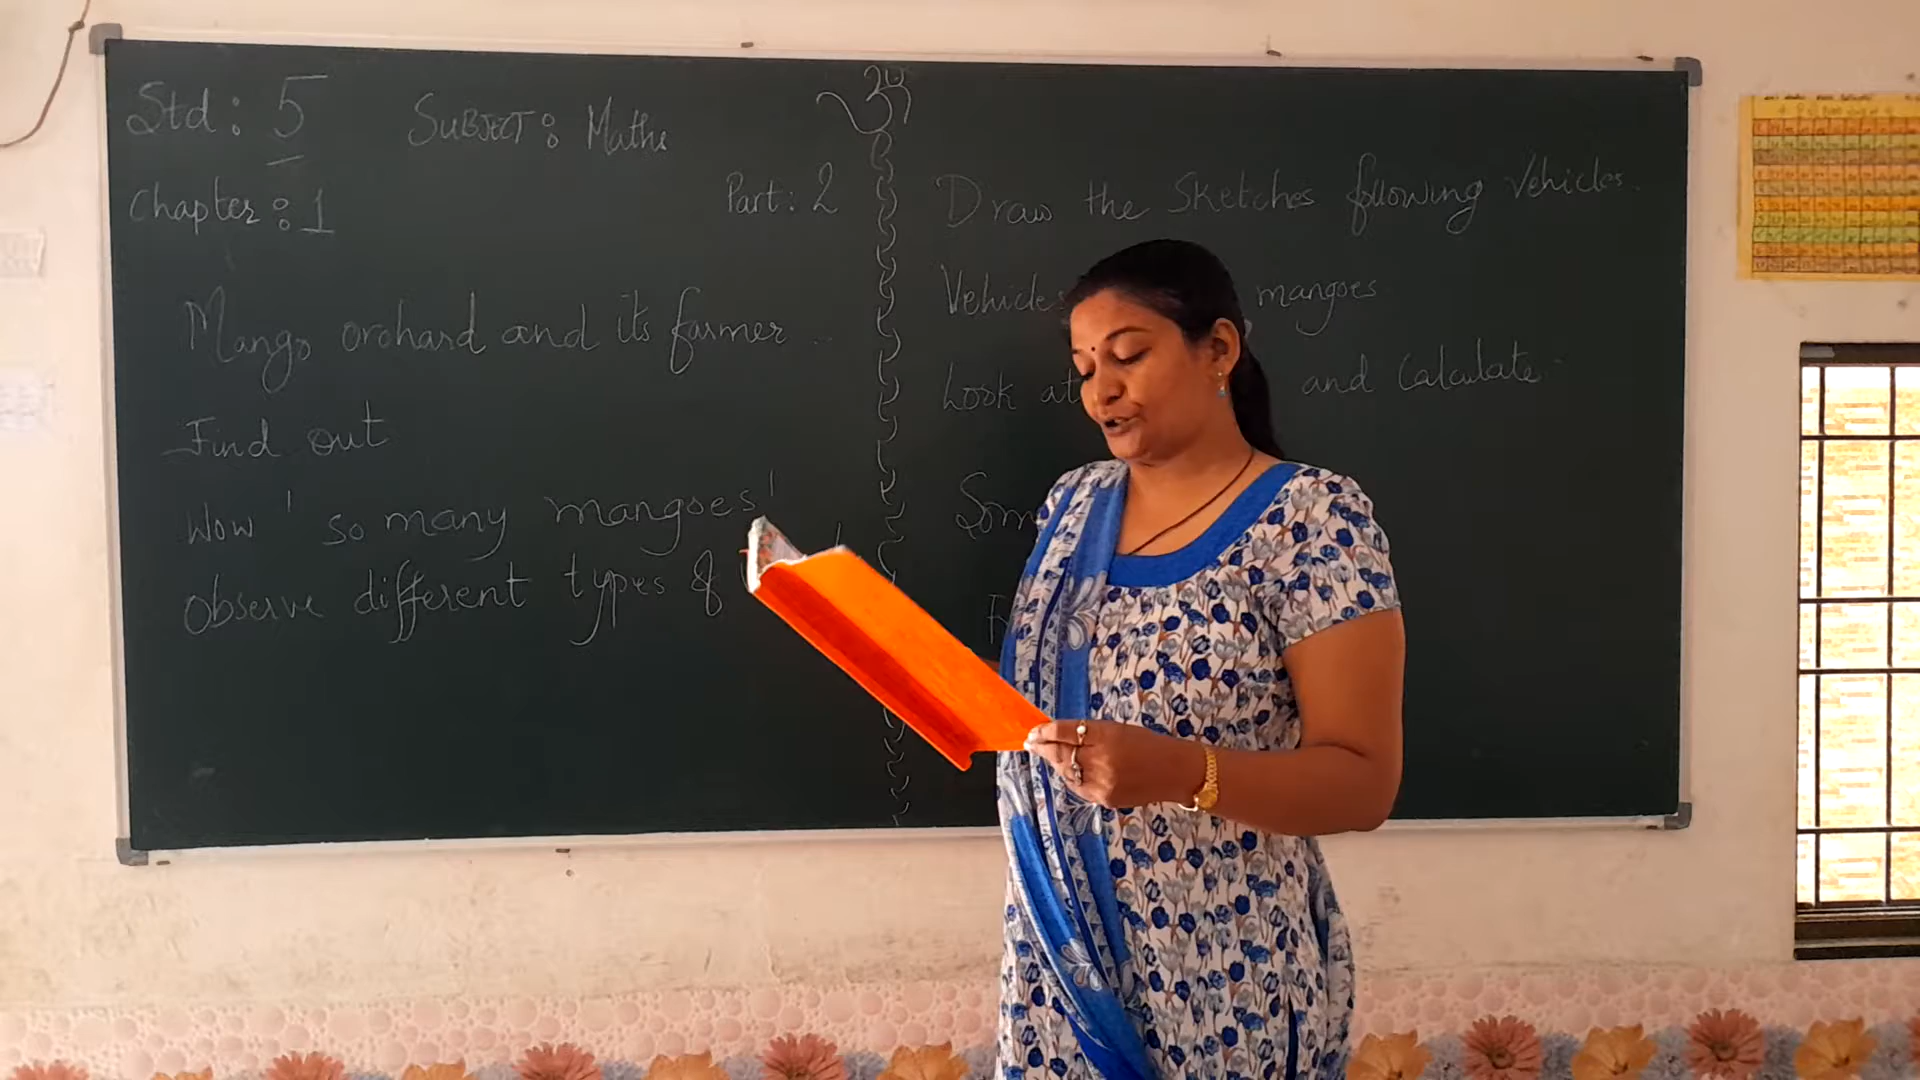 Std: 5 Subject: Maths
Chapter: 1 Part: 2
Mango orchard and its farmer ..
Find out
Wow ' so many mangoes'
Observe different types of
ॐ
Draw the sketches following vehicles.
Vehicles mangoes
Look at and calculate -